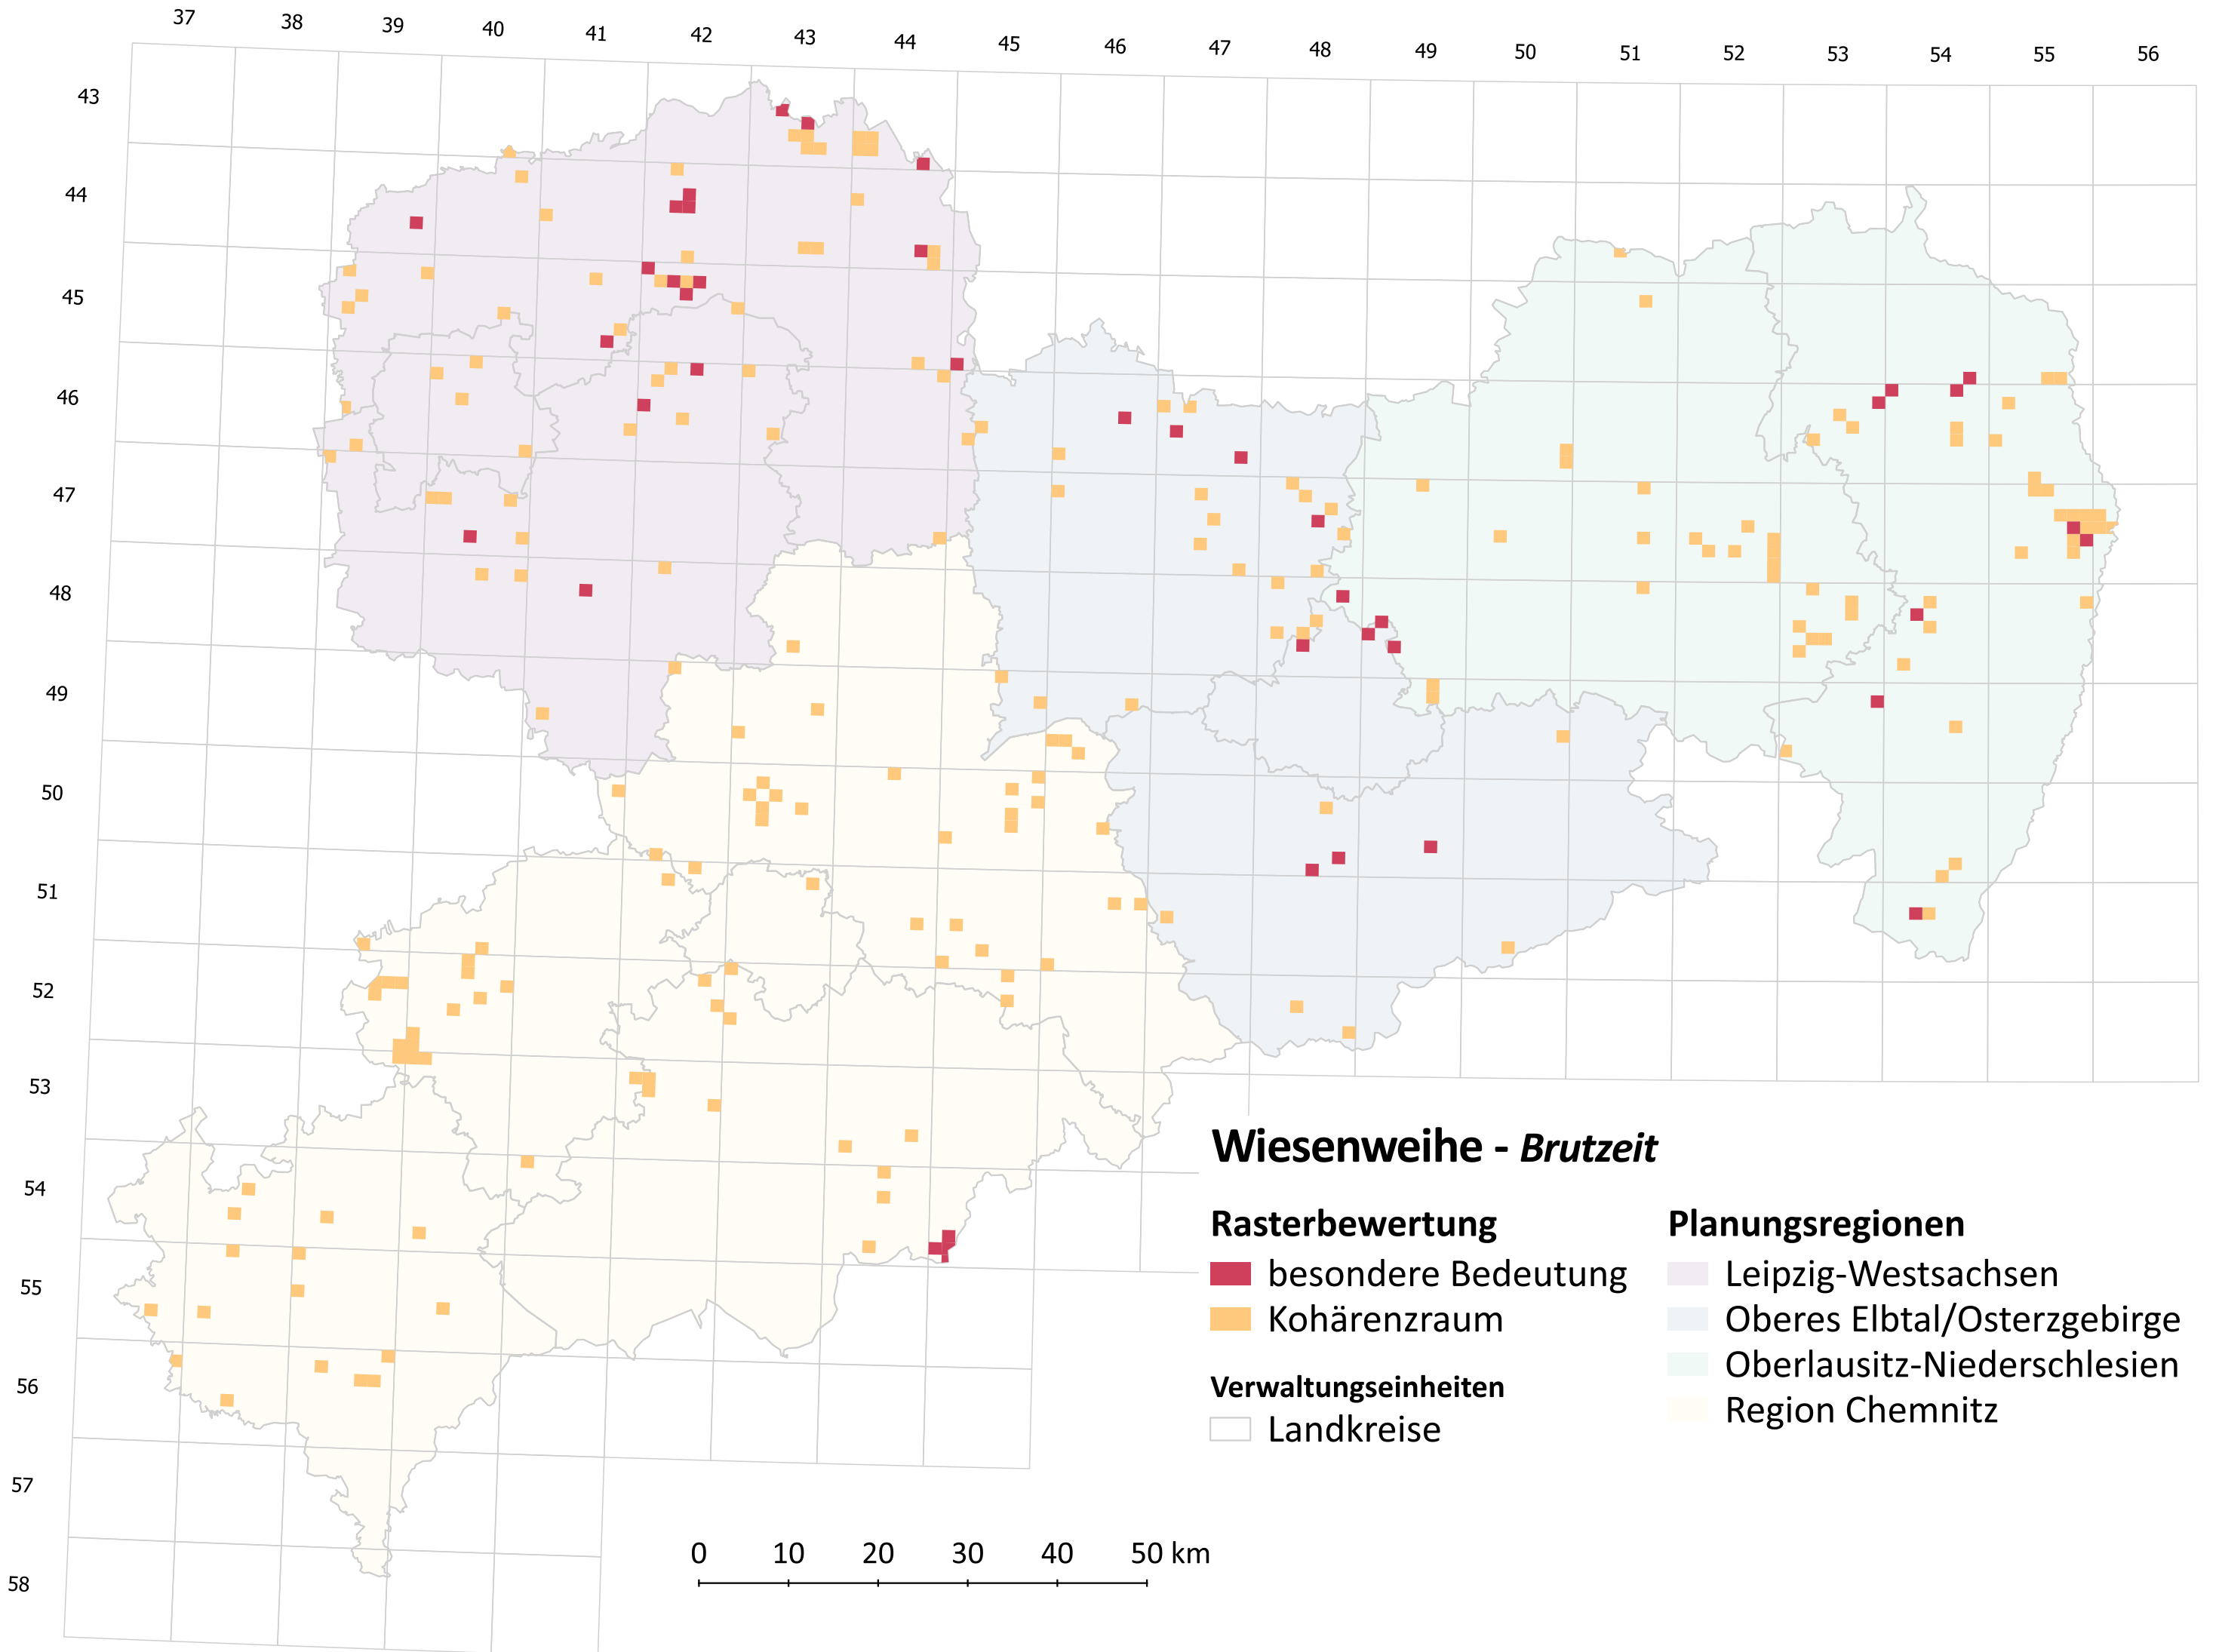 37 38 39 40 41 42 43 44 45 46 47 48 49 50 51 52 53 54 55 56
43
44
45
46
47
48
49
50
51
52
53
54
55
56
57
58
Wiesenweihe - Brutzeit
Rasterbewertung
besondere Bedeutung
Kohärenzraum
Verwaltungseinheiten
Landkreise
Planungsregionen
Leipzig-Westsachsen
Oberes Elbtal/Osterzgebirge
Oberlausitz-Niederschlesien
Region Chemnitz
0 10 20 30 40 50 km